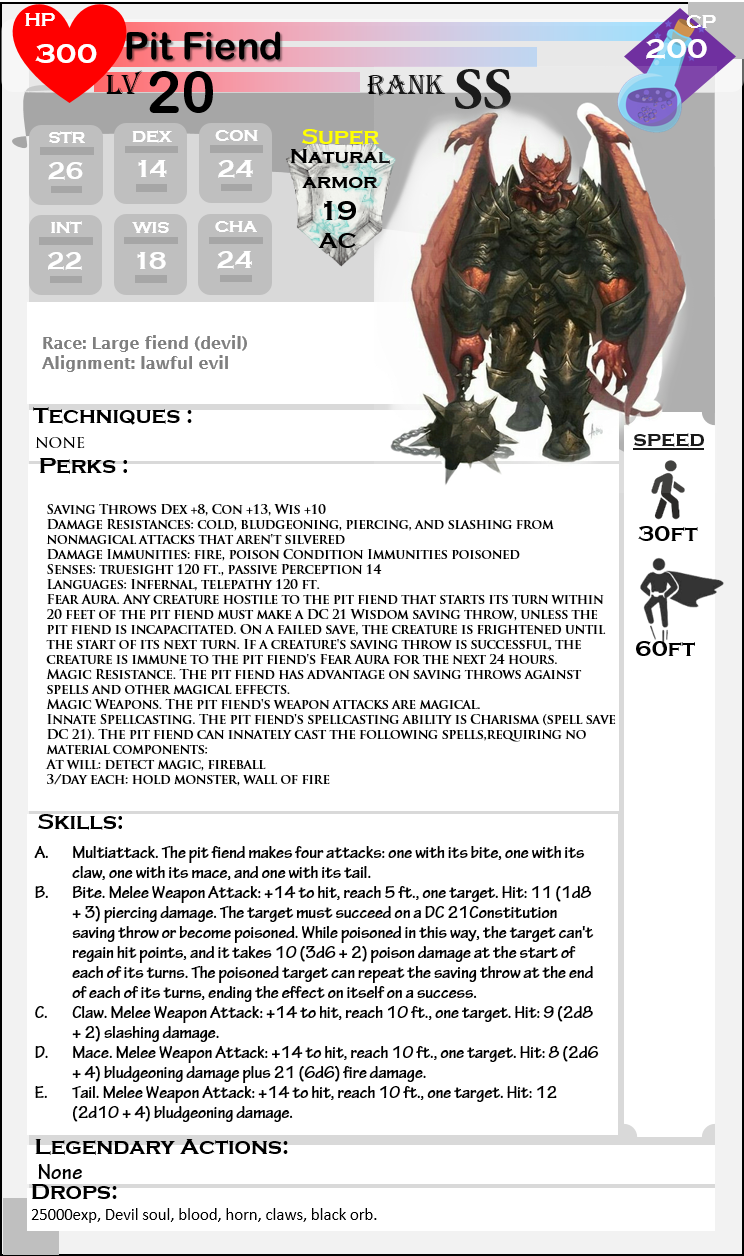 HP
300
Pit Fiend
CP
200
LV 20
RANK SS
STR
26
DEX
14
CON
24
INT
22
WIS
18
CHA
24
Super
Natural
armor
19
AC
Race: Large fiend (devil)
Alignment: lawful evil
Techniques :
none
Perks :
Saving Throws Dex +8, Con +13, Wis +10
Damage Resistances: cold, bludgeoning, piercing, and slashing from
nonmagical attacks that aren't silvered
Damage Immunities: fire, poison Condition Immunities poisoned
Senses: truesight 120 ft., passive Perception 14
Languages: Infernal, telepathy 120 ft.
Fear Aura. Any creature hostile to the pit fiend that starts its turn within
20 feet of the pit fiend must make a DC 21 Wisdom saving throw, unless the
pit fiend is incapacitated. On a failed save, the creature is frightened until
the start of its next turn. If a creature's saving throw is successful, the
creature is immune to the pit fiend's Fear Aura for the next 24 hours.
Magic Resistance. The pit fiend has advantage on saving throws against
spells and other magical effects.
Magic Weapons. The pit fiend's weapon attacks are magical.
Innate Spellcasting. The pit fiend's spellcasting ability is Charisma (spell save
DC 21). The pit fiend can innately cast the following spells,requiring no
material components:
At will: detect magic, fireball
3/day each: hold monster, wall of fire
SPEED
30FT
60FT
Skills:
A. Multiattack. The pit fiend makes four attacks: one with its bite, one with its
claw, one with its mace, and one with its tail.
B. Bite. Melee Weapon Attack: +14 to hit, reach 5 ft., one target. Hit: 11 (1d8
+ 3) piercing damage. The target must succeed on a DC 21Constitution
saving throw or become poisoned. While poisoned in this way, the target can't
regain hit points, and it takes 10 (3d6 + 2) poison damage at the start of
each of its turns. The poisoned target can repeat the saving throw at the end
of each of its turns, ending the effect on itself on a success.
C. Claw. Melee Weapon Attack: +14 to hit, reach 10 ft., one target. Hit: 9 (2d8
+ 2) slashing damage.
D. Mace. Melee Weapon Attack: +14 to hit, reach 10 ft., one target. Hit: 8 (2d6
+ 4) bludgeoning damage plus 21 (6d6) fire damage.
E. Tail. Melee Weapon Attack: +14 to hit, reach 10 ft., one target. Hit: 12
(2d10 + 4) bludgeoning damage.
Legendary Actions:
None
Drops:
25000exp, Devil soul, blood, horn, claws, black orb.